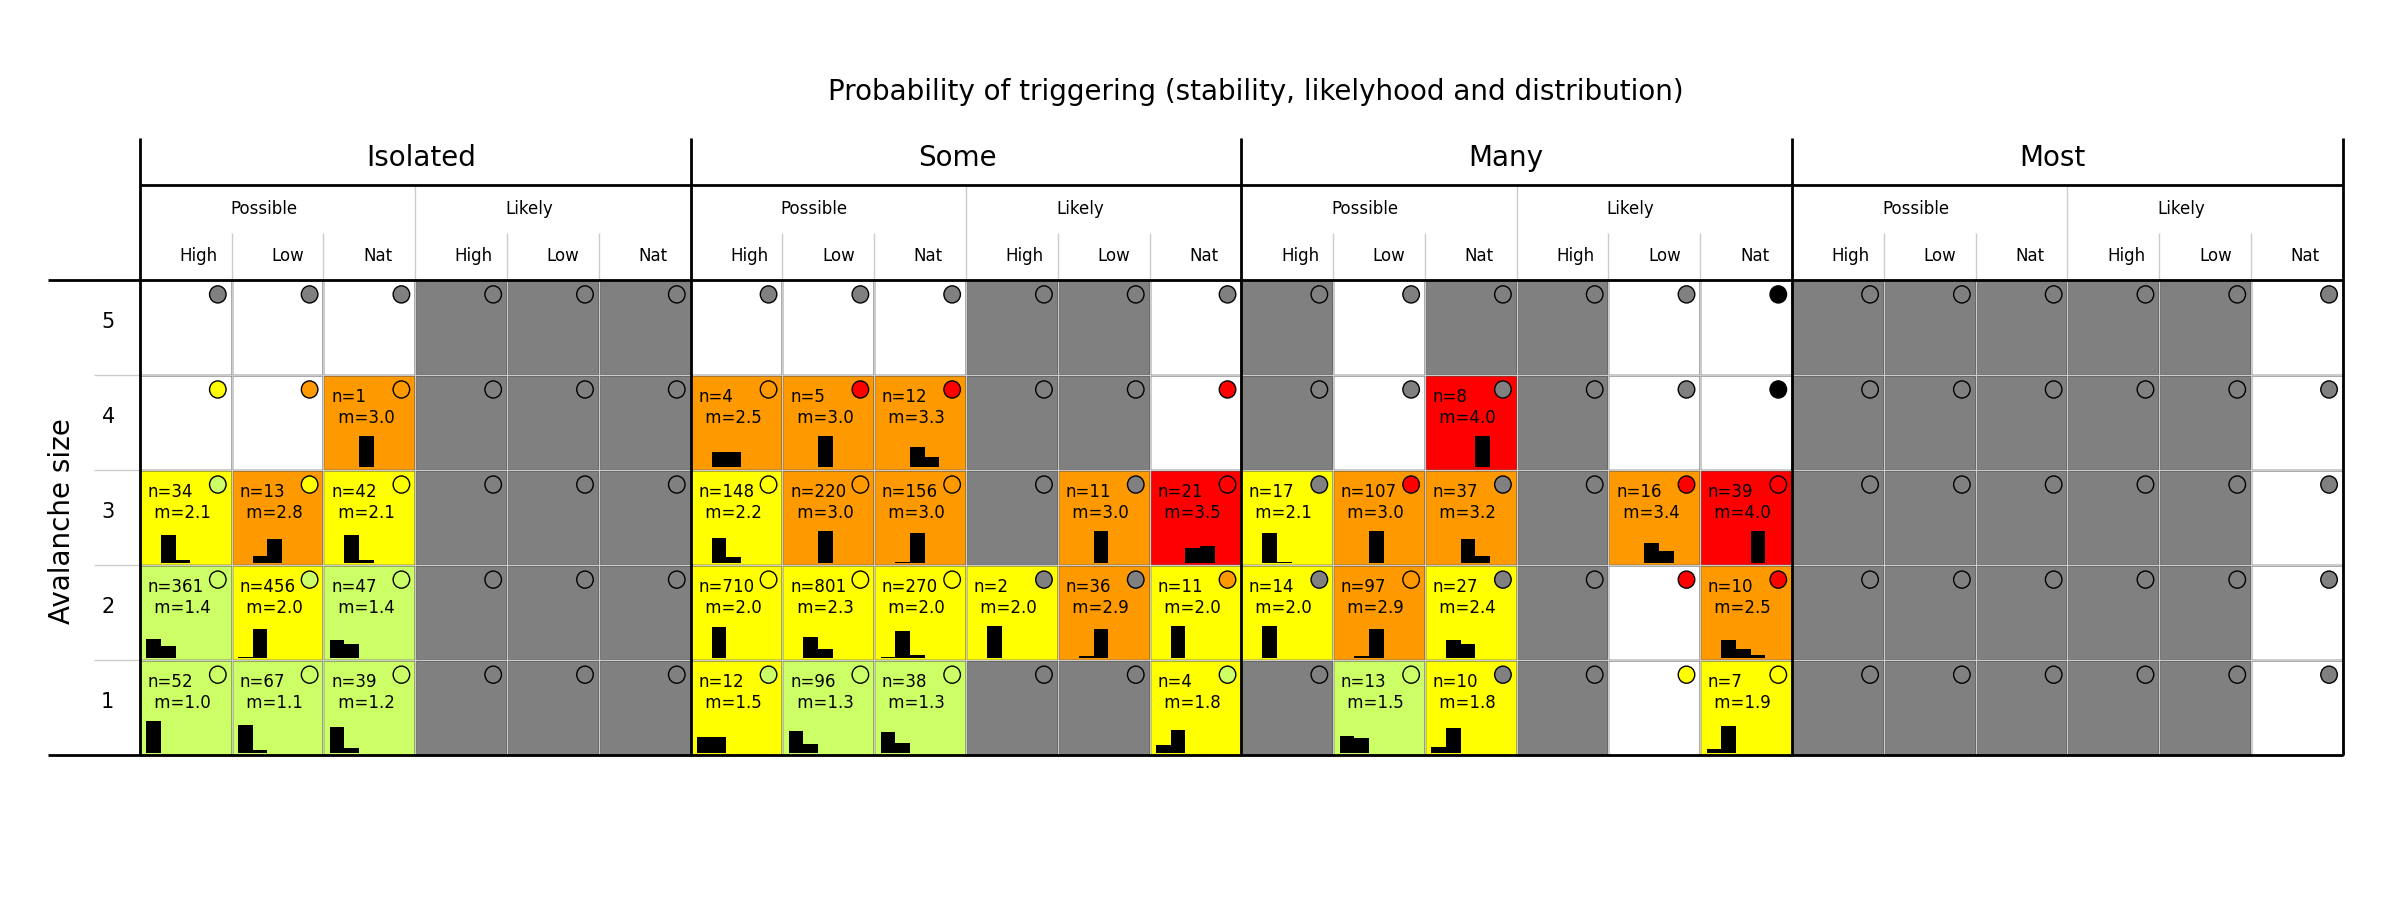 Probability of triggering (stability, likelyhood and distribution)
Isolated Some Many Most
Possible Likely Possible Likely Possible Likely Possible Likely
High Low Nat High Low Nat High Low Nat High Low Nat High Low Nat High Low Nat High Low Nat High Low Nat
Avalanche size
5
4
n=1 n=4 n=5 n=12 n=8
m=3.0 m=2.5 m=3.0 m=3.3 m=4.0
3
n=34 n=13 n=42 n=148 n=220 n=156 n=11 n=21 n=17 n=107 n=37 n=16 n=39
m=2.1 m=2.8 m=2.1 m=2.2 m=3.0 m=3.0 m=3.0 m=3.5 m=2.1 m=3.0 m=3.2 m=3.4 m=4.0
2
n=361 n=456 n=47 n=710 n=801 n=270 n=2 n=36 n=11 n=14 n=97 n=27 n=10
m=1.4 m=2.0 m=1.4 m=2.0 m=2.3 m=2.0 m=2.0 m=2.9 m=2.0 m=2.0 m=2.9 m=2.4 m=2.5
1
n=52 n=67 n=39 n=12 n=96 n=38 n=4 n=13 n=10 n=7
m=1.0 m=1.1 m=1.2 m=1.5 m=1.3 m=1.3 m=1.8 m=1.5 m=1.8 m=1.9